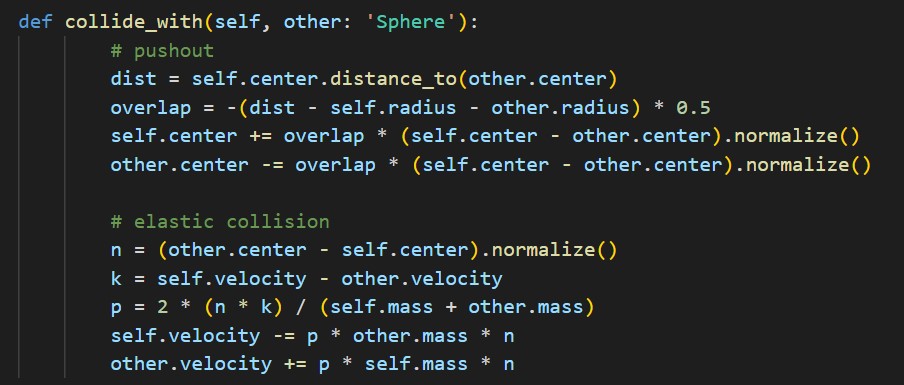 def collide_with(self, other: 'Sphere'):
# pushout
dist = self.center.distance_to(other.center)
overlap = -(dist - self.radius - other.radius) * 0.5
self.center += overlap * (self.center - other.center).normalize()
other.center -= overlap * (self.center - other.center).normalize()
# elastic collision
n = (other.center - self.center).normalize()
k = self.velocity - other.velocity
p = 2 * (n * k) / (self.mass + other.mass)
self.velocity -= p * other.mass * n
other.velocity += p * self.mass * n